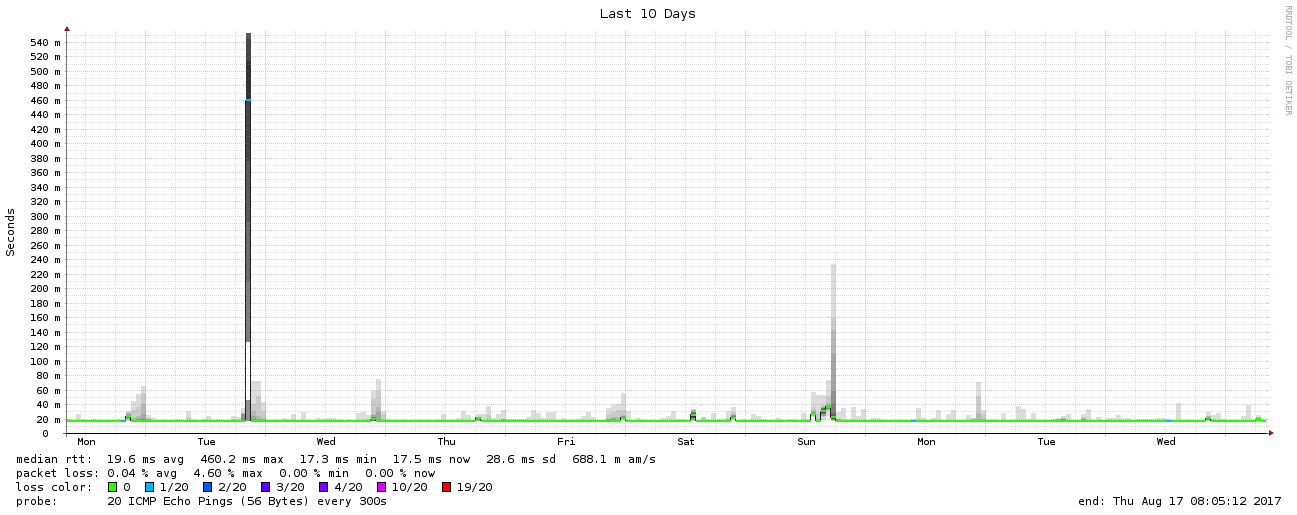 Last 10 Days
RRDTOOL / TOBI OETIKER
Seconds
540 m
520 m
500 m
480 m
460 m
440 m
420 m
400 m
380 m
360 m
340 m
320 m
300 m
280 m
260 m
240 m
220 m
200 m
180 m
160 m
140 m
120 m
100 m
80 m
60 m
40 m
20 m
0
Mon Tue Wed Thu Fri Sat Sun Mon Tue Wed
median rtt: 19.6 ms avg 460.2 ms max 17.3 ms min 17.5 ms now 28.6 ms sd 688.1 m am/s
packet loss: 0.04 % avg 4.60 % max 0.00 % min 0.00 % now
loss color: 0 1/20 2/20 3/20 4/20 10/20 19/20
probe: 20 ICMP Echo Pings (56 Bytes) every 300s end: Thu Aug 17 08:05:12 2017